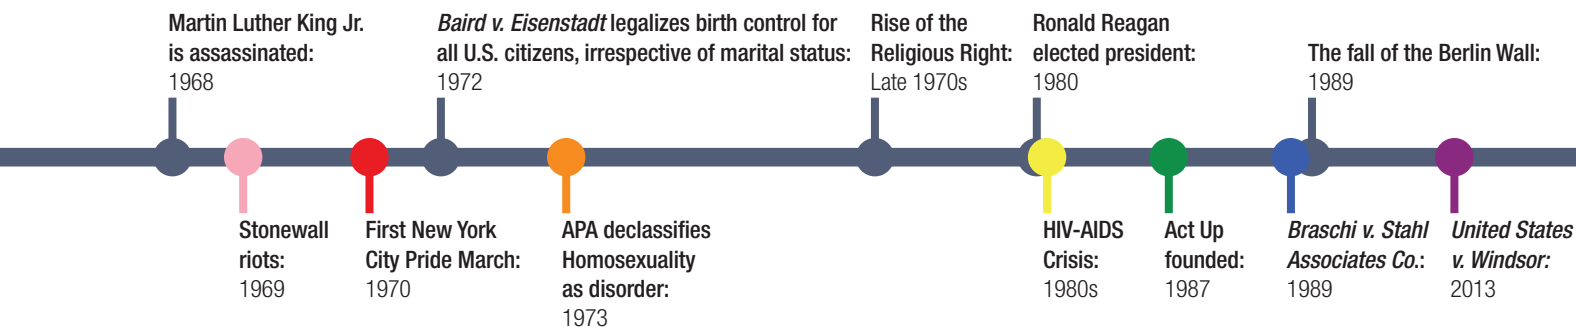 Martin Luther King Jr.
is assassinated:
1968
Baird v. Eisenstadt legalizes birth control for
all U.S. citizens, irrespective of marital status:
1972
Rise of the
Religious Right:
Late 1970s
Ronald Reagan
elected president:
1980
The fall of the Berlin Wall:
1989
Stonewall
riots:
1969
First New York
City Pride March:
1970
APA declassifies
Homosexuality
as disorder:
1973
HIV-AIDS
Crisis:
1980s
Act Up
founded:
1987
Braschi v. Stahl
Associates Co.:
1989
United States
v. Windsor:
2013